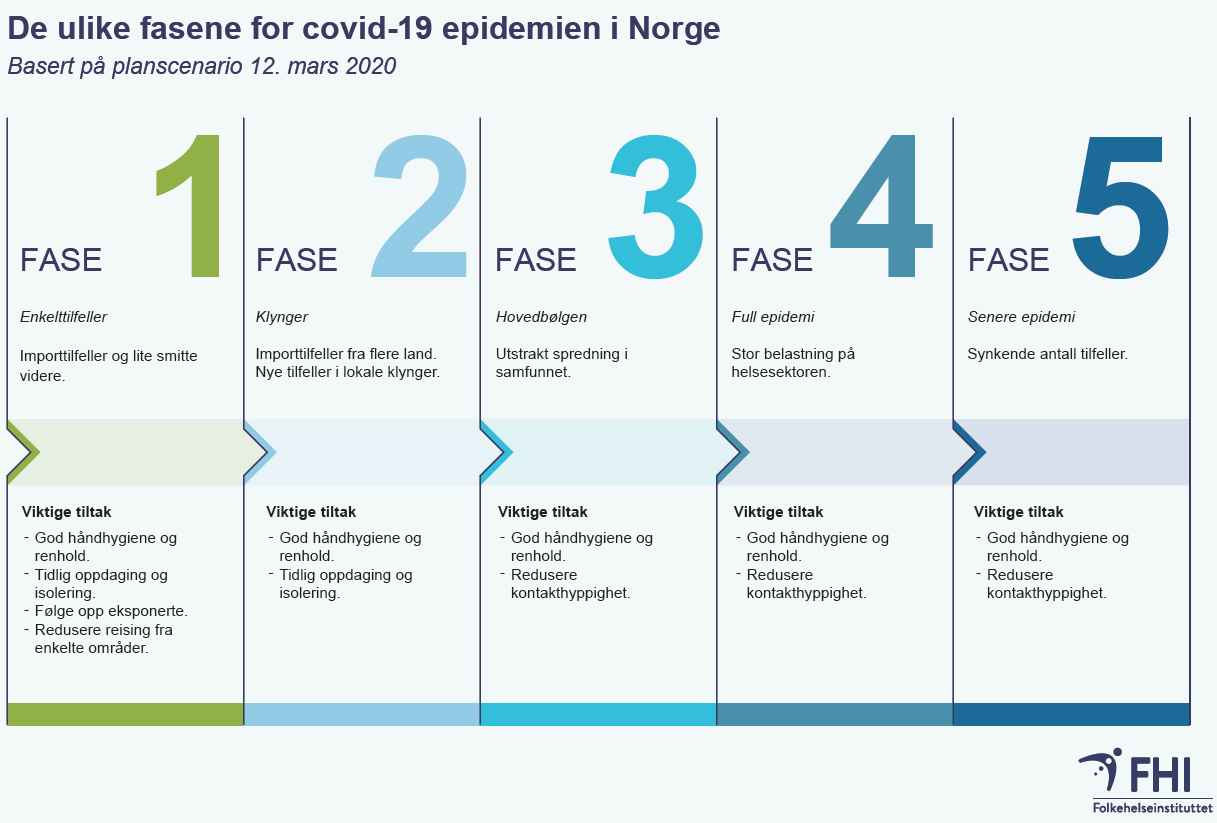 De ulike fasene for covid-19 epidemien i Norge
Basert på planscenario 12. mars 2020
FASE 1
Enkelttilfeller
Importtilfeller og lite smitte
videre.
Viktige tiltak
- God håndhygiene og
renhold.
- Tidlig oppdaging og
isolering.
- Følge opp eksponerte.
- Redusere reising fra
enkelte områder.
FASE 2
Klynger
Importtilfeller fra flere land.
Nye tilfeller i lokale klynger.
Viktige tiltak
- God håndhygiene og
renhold.
- Tidlig oppdaging og
isolering.
FASE 3
Hovedbølgen
Utstrakt spredning i
samfunnet.
Viktige tiltak
- God håndhygiene og
renhold.
- Redusere
kontakthyppighet.
FASE 4
Full epidemi
Stor belastning på
helsesektoren.
Viktige tiltak
- God håndhygiene og
renhold.
- Redusere
kontakthyppighet.
FASE 5
Senere epidemi
Synkende antall tilfeller.
Viktige tiltak
- God håndhygiene og
renhold.
- Redusere
kontakthyppighet.
FHI
Folkehelseinstituttet